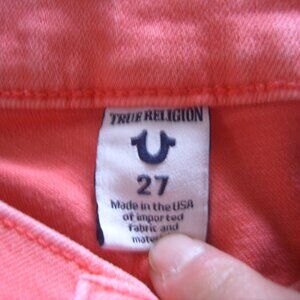 TRUE RELIGION
27
Made in the USA
of imported
fabric and